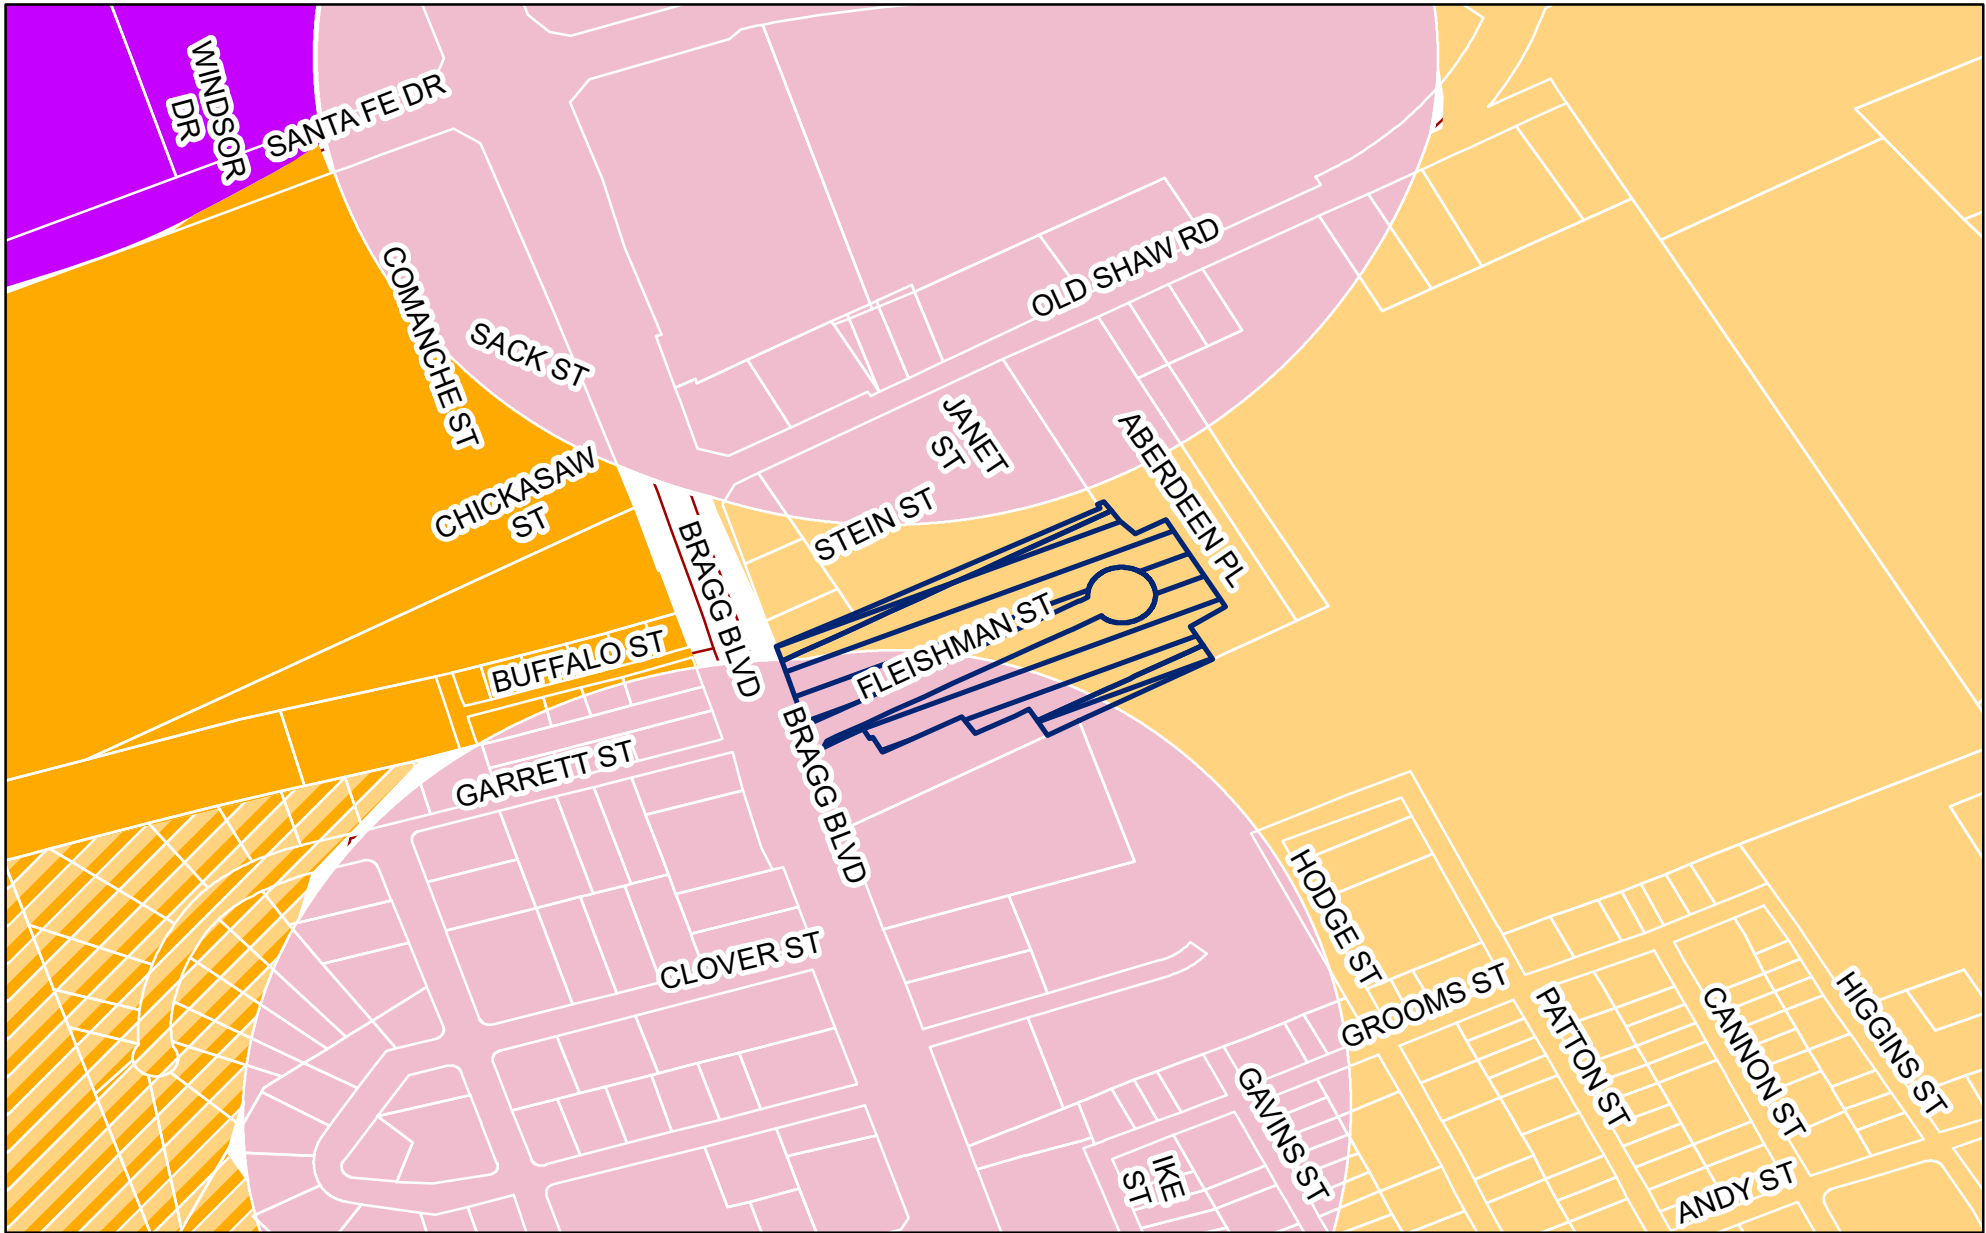 WINDSOR
DR
SANTA FE DR
COMANCHE ST
SACK ST
OLD SHAW RD
JANET
ST
ABERDEEN PL
CHICKASAW
ST
STEIN ST
BRAGG BLVD
FLEISHMAN ST
BUFFALO ST
GARRETT ST
BRAGG BLVD
CLOVER ST
HODGE ST
GROOMS ST
PATTON ST
CANNON ST
HIGGINS ST
GAVINS ST
IKE
ST
ANDY ST